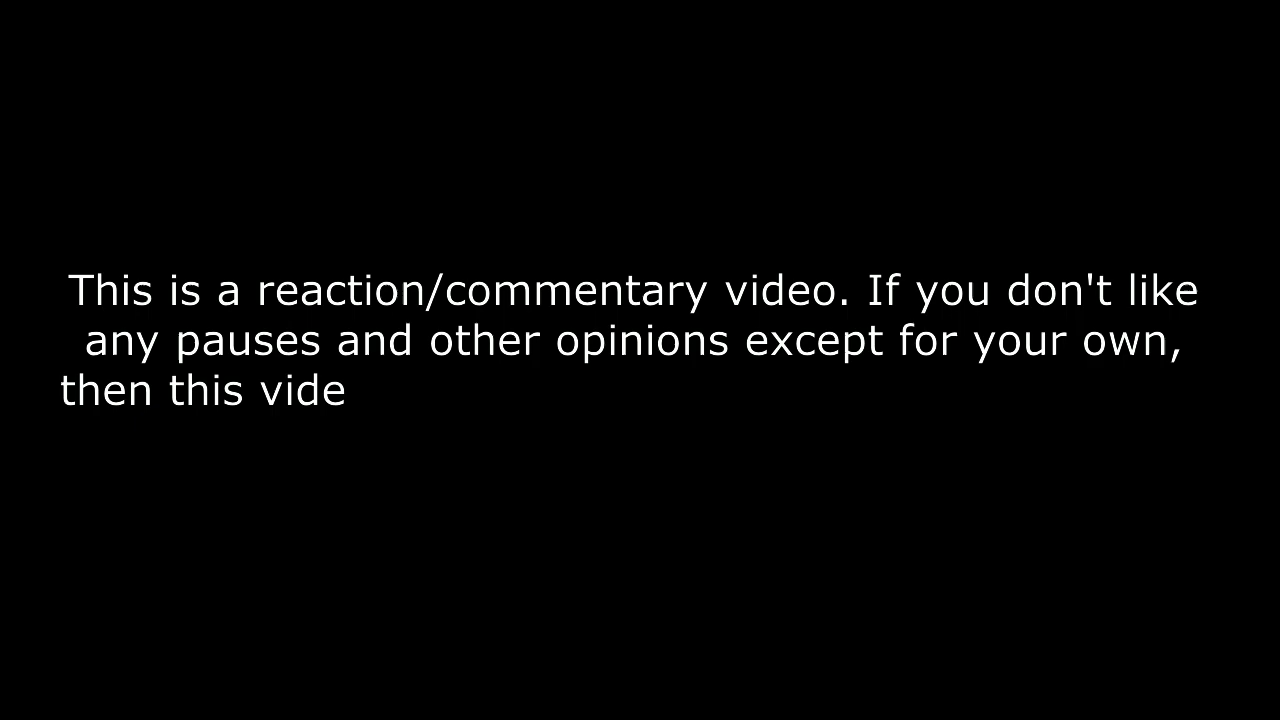 This is a reaction/commentary video. If you don't like
any pauses and other opinions except for your own,
then this vide